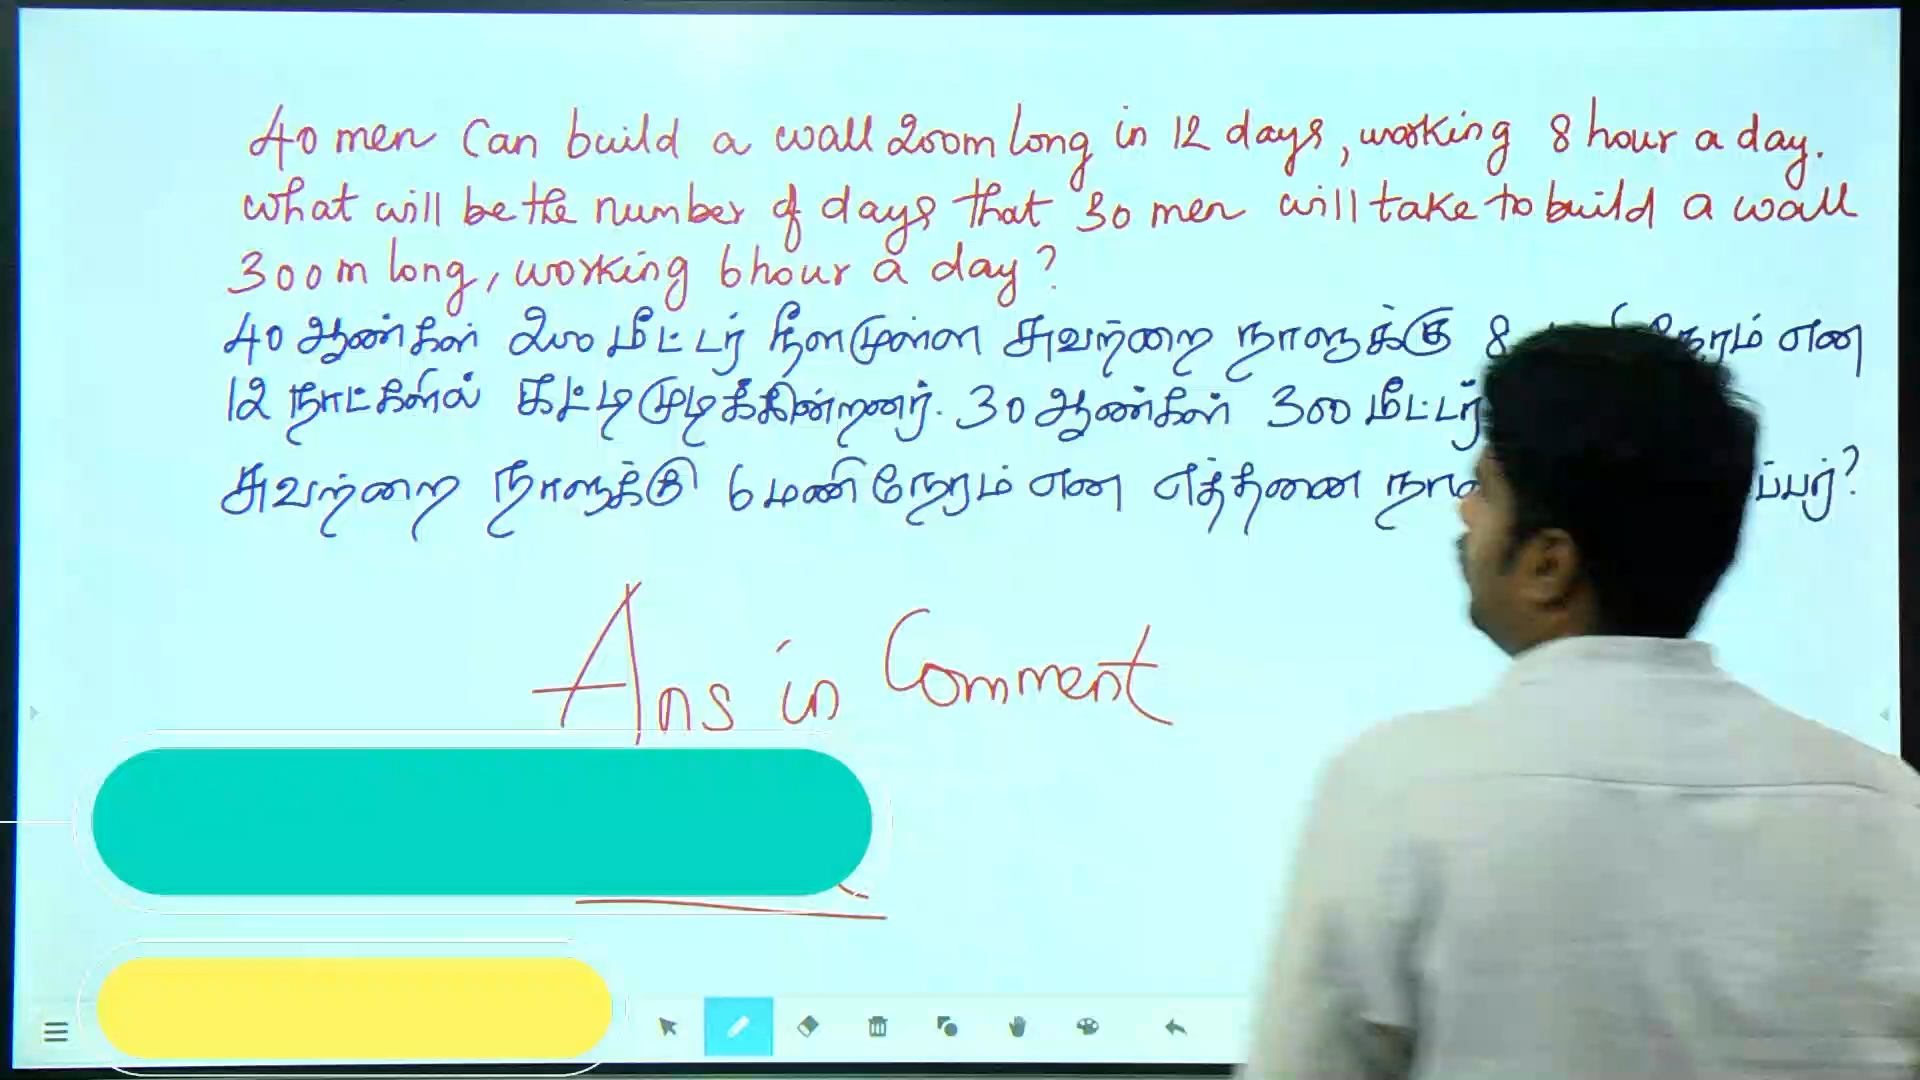 40 men can build a wall 200m long in 12 days, working 8 hour a day.
what will be the number of days that 30 men will take to build a wall
300m long, working 6 hour a day?
40 ஆண்கள் 200 மீட்டர் நீளமுள்ள சுவற்றை நாளுக்கு 8 நேரம் என
12 நாட்களில் கட்டி முடிக்கின்றனர். 30 ஆண்கள் 300 மீட்டர்
சுவற்றை நாளுக்கு 6 மணி நேரம் என எத்தனை
Ans in Comment